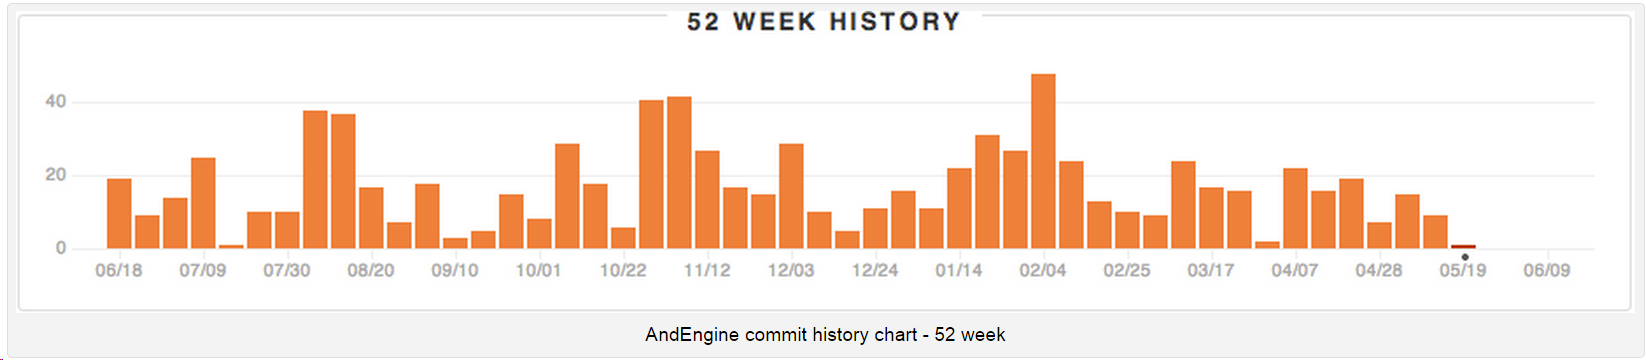 52 WEEK HISTORY
40
20
0
06/18 07/09 07/30 08/20 09/10 10/01 10/22 11/12 12/03 12/24 01/14 02/04 02/25 03/17 04/07 04/28 05/19 06/09
AndEngine commit history chart - 52 week